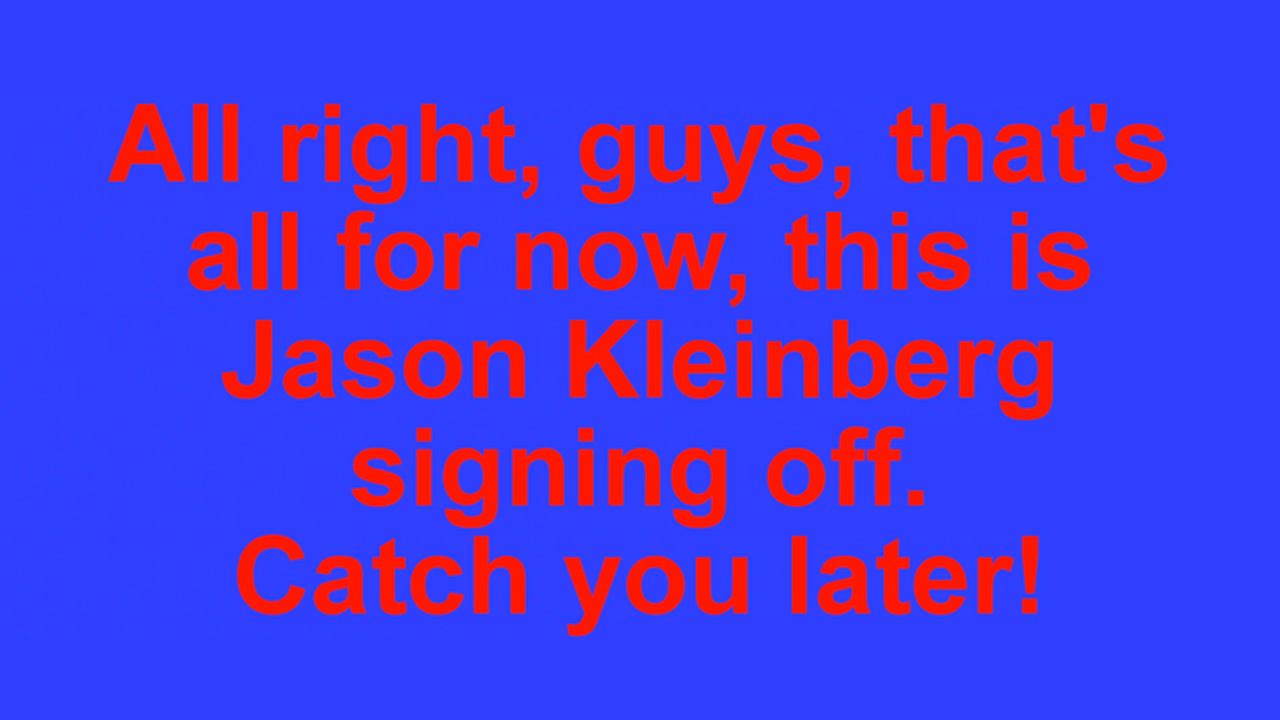 All right, guys, that's
all for now, this is
Jason Kleinberg
signing off.
Catch you later!